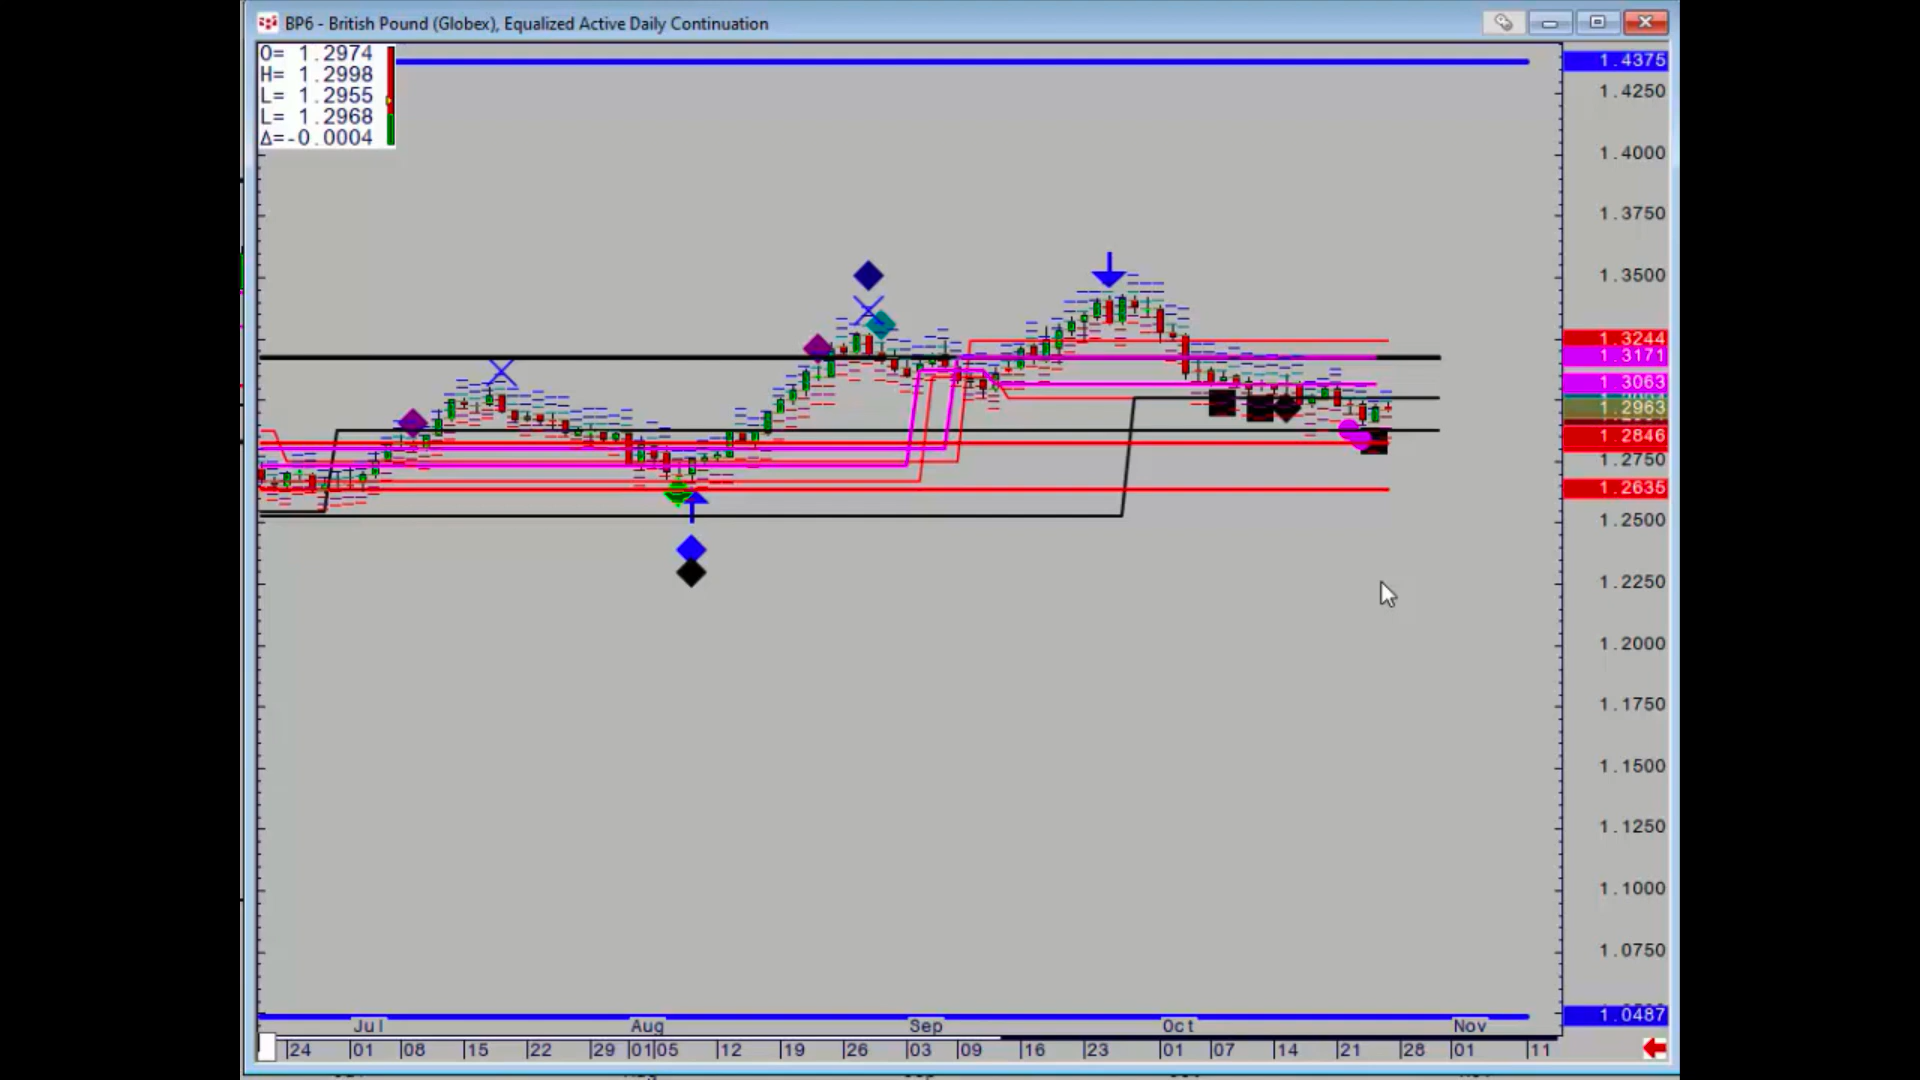 BP6 - British Pound (Globex), Equalized Active Daily Continuation
O= 1.2974
H= 1.2998
L= 1.2955
L= 1.2968
Δ=-0.0004
1.4375
1.4250
1.4000
1.3750
1.3500
1.3244
1.3171
1.3063
1.2963
1.2846
1.2750
1.2635
1.2500
1.2250
1.2000
1.1750
1.1500
1.1250
1.1000
1.0750
1.0487
Jul Aug Sep Oct Nov
24 01 08 15 22 29 01 05 12 19 26 03 09 16 23 01 07 14 21 28 01 11